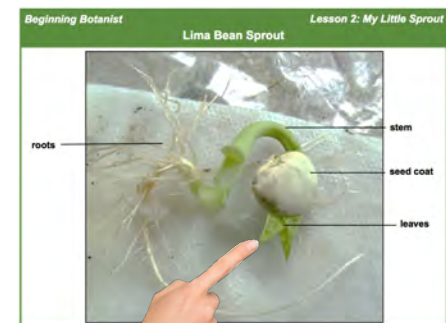 Beginning Botanist Lesson 2: My Little Sprout
Lima Bean Sprout
stem
roots
seed coat
leaves